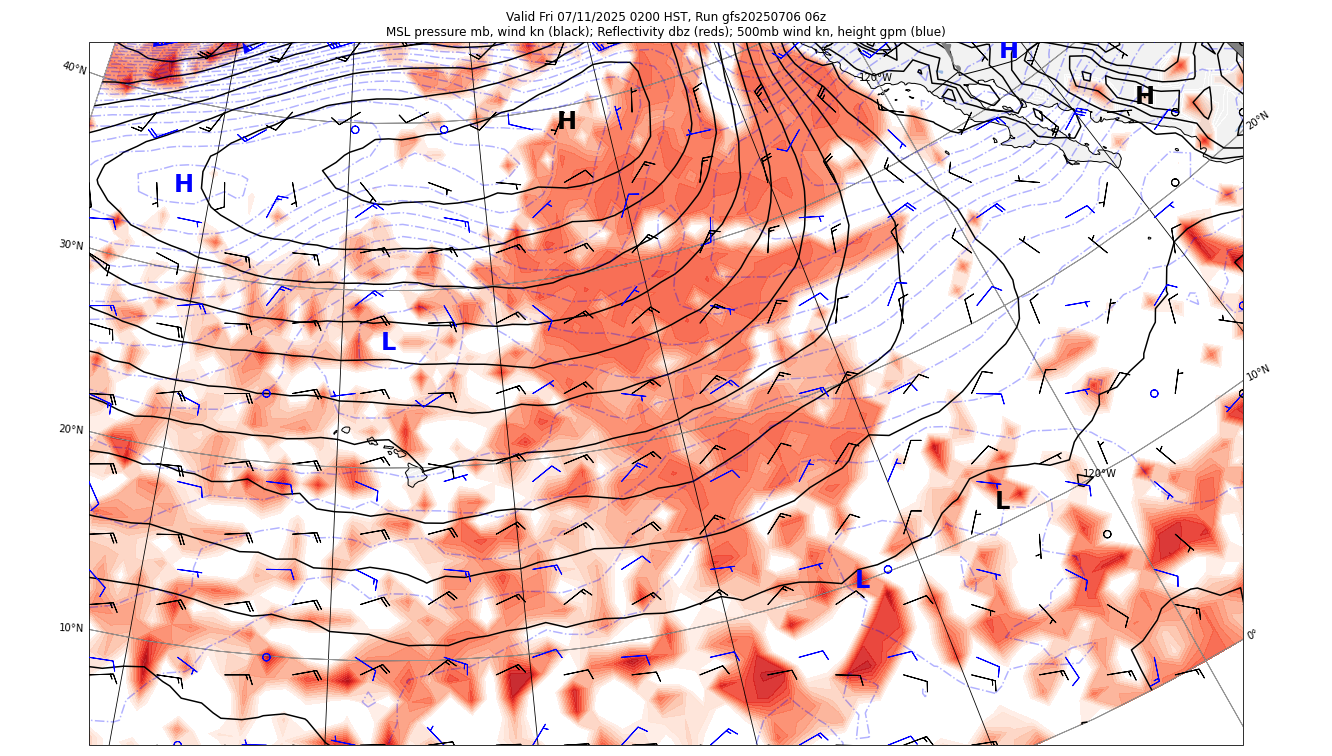 Valid Fri 07/11/2025 0200 HST, Run gfs20250706 06z
MSL pressure mb, wind kn (black); Reflectivity dbz (reds); 500mb wind kn, height gpm (blue)
H
40°N
120°W
H
H
20°N
H
30°N
L
10°N
20°N
120°W
L
L
10°N
0°